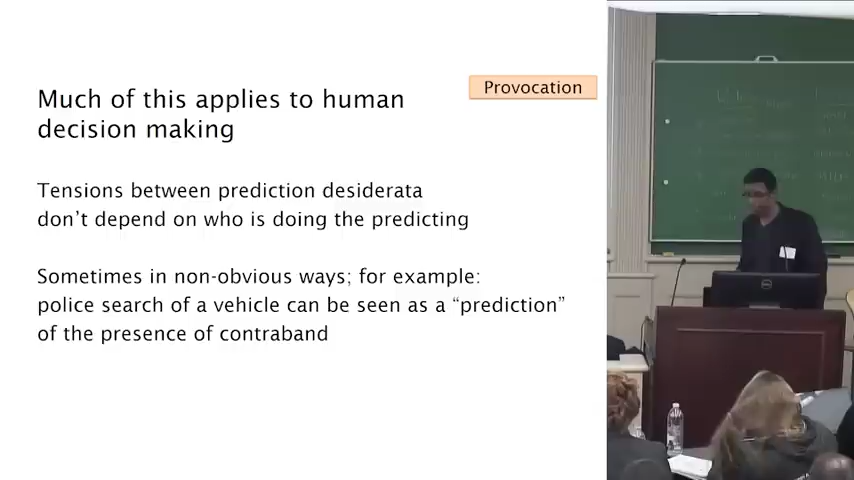 Provocation
Much of this applies to human
decision making
Tensions between prediction desiderata
don't depend on who is doing the predicting
Sometimes in non-obvious ways; for example:
police search of a vehicle can be seen as a “prediction”
of the presence of contraband